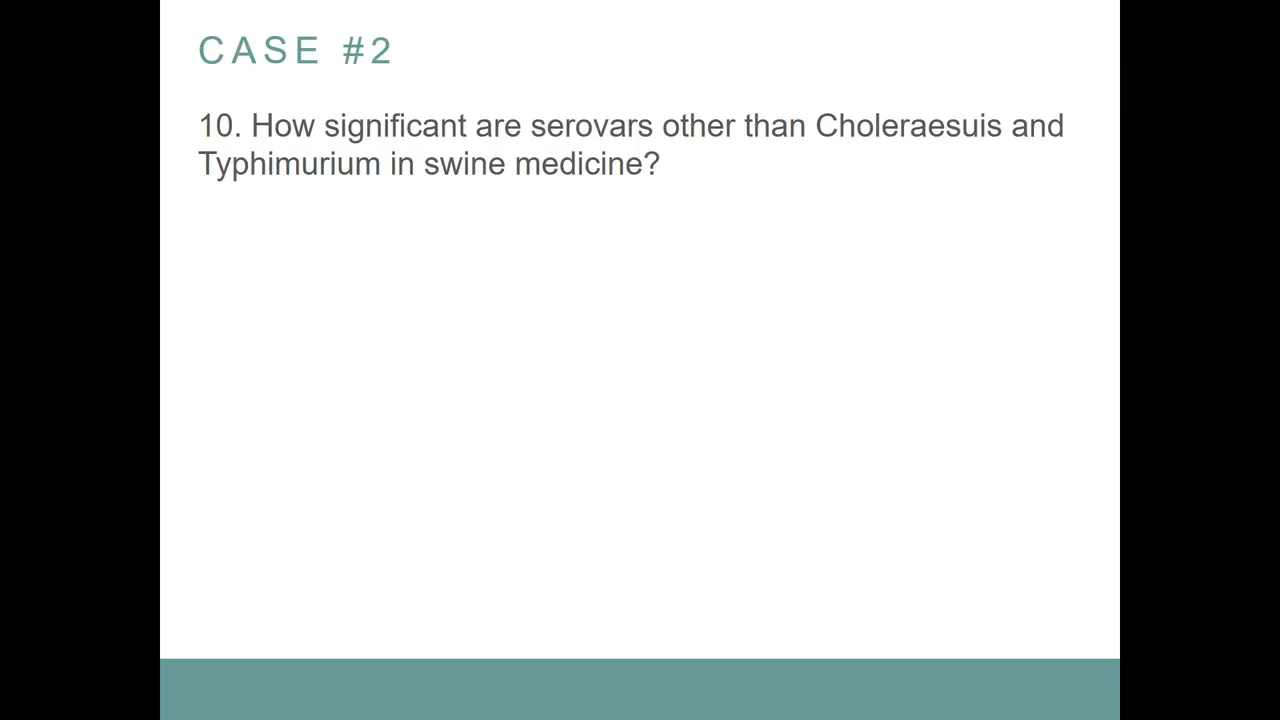 CASE #2
10. How significant are serovars other than Choleraesuis and
Typhimurium in swine medicine?